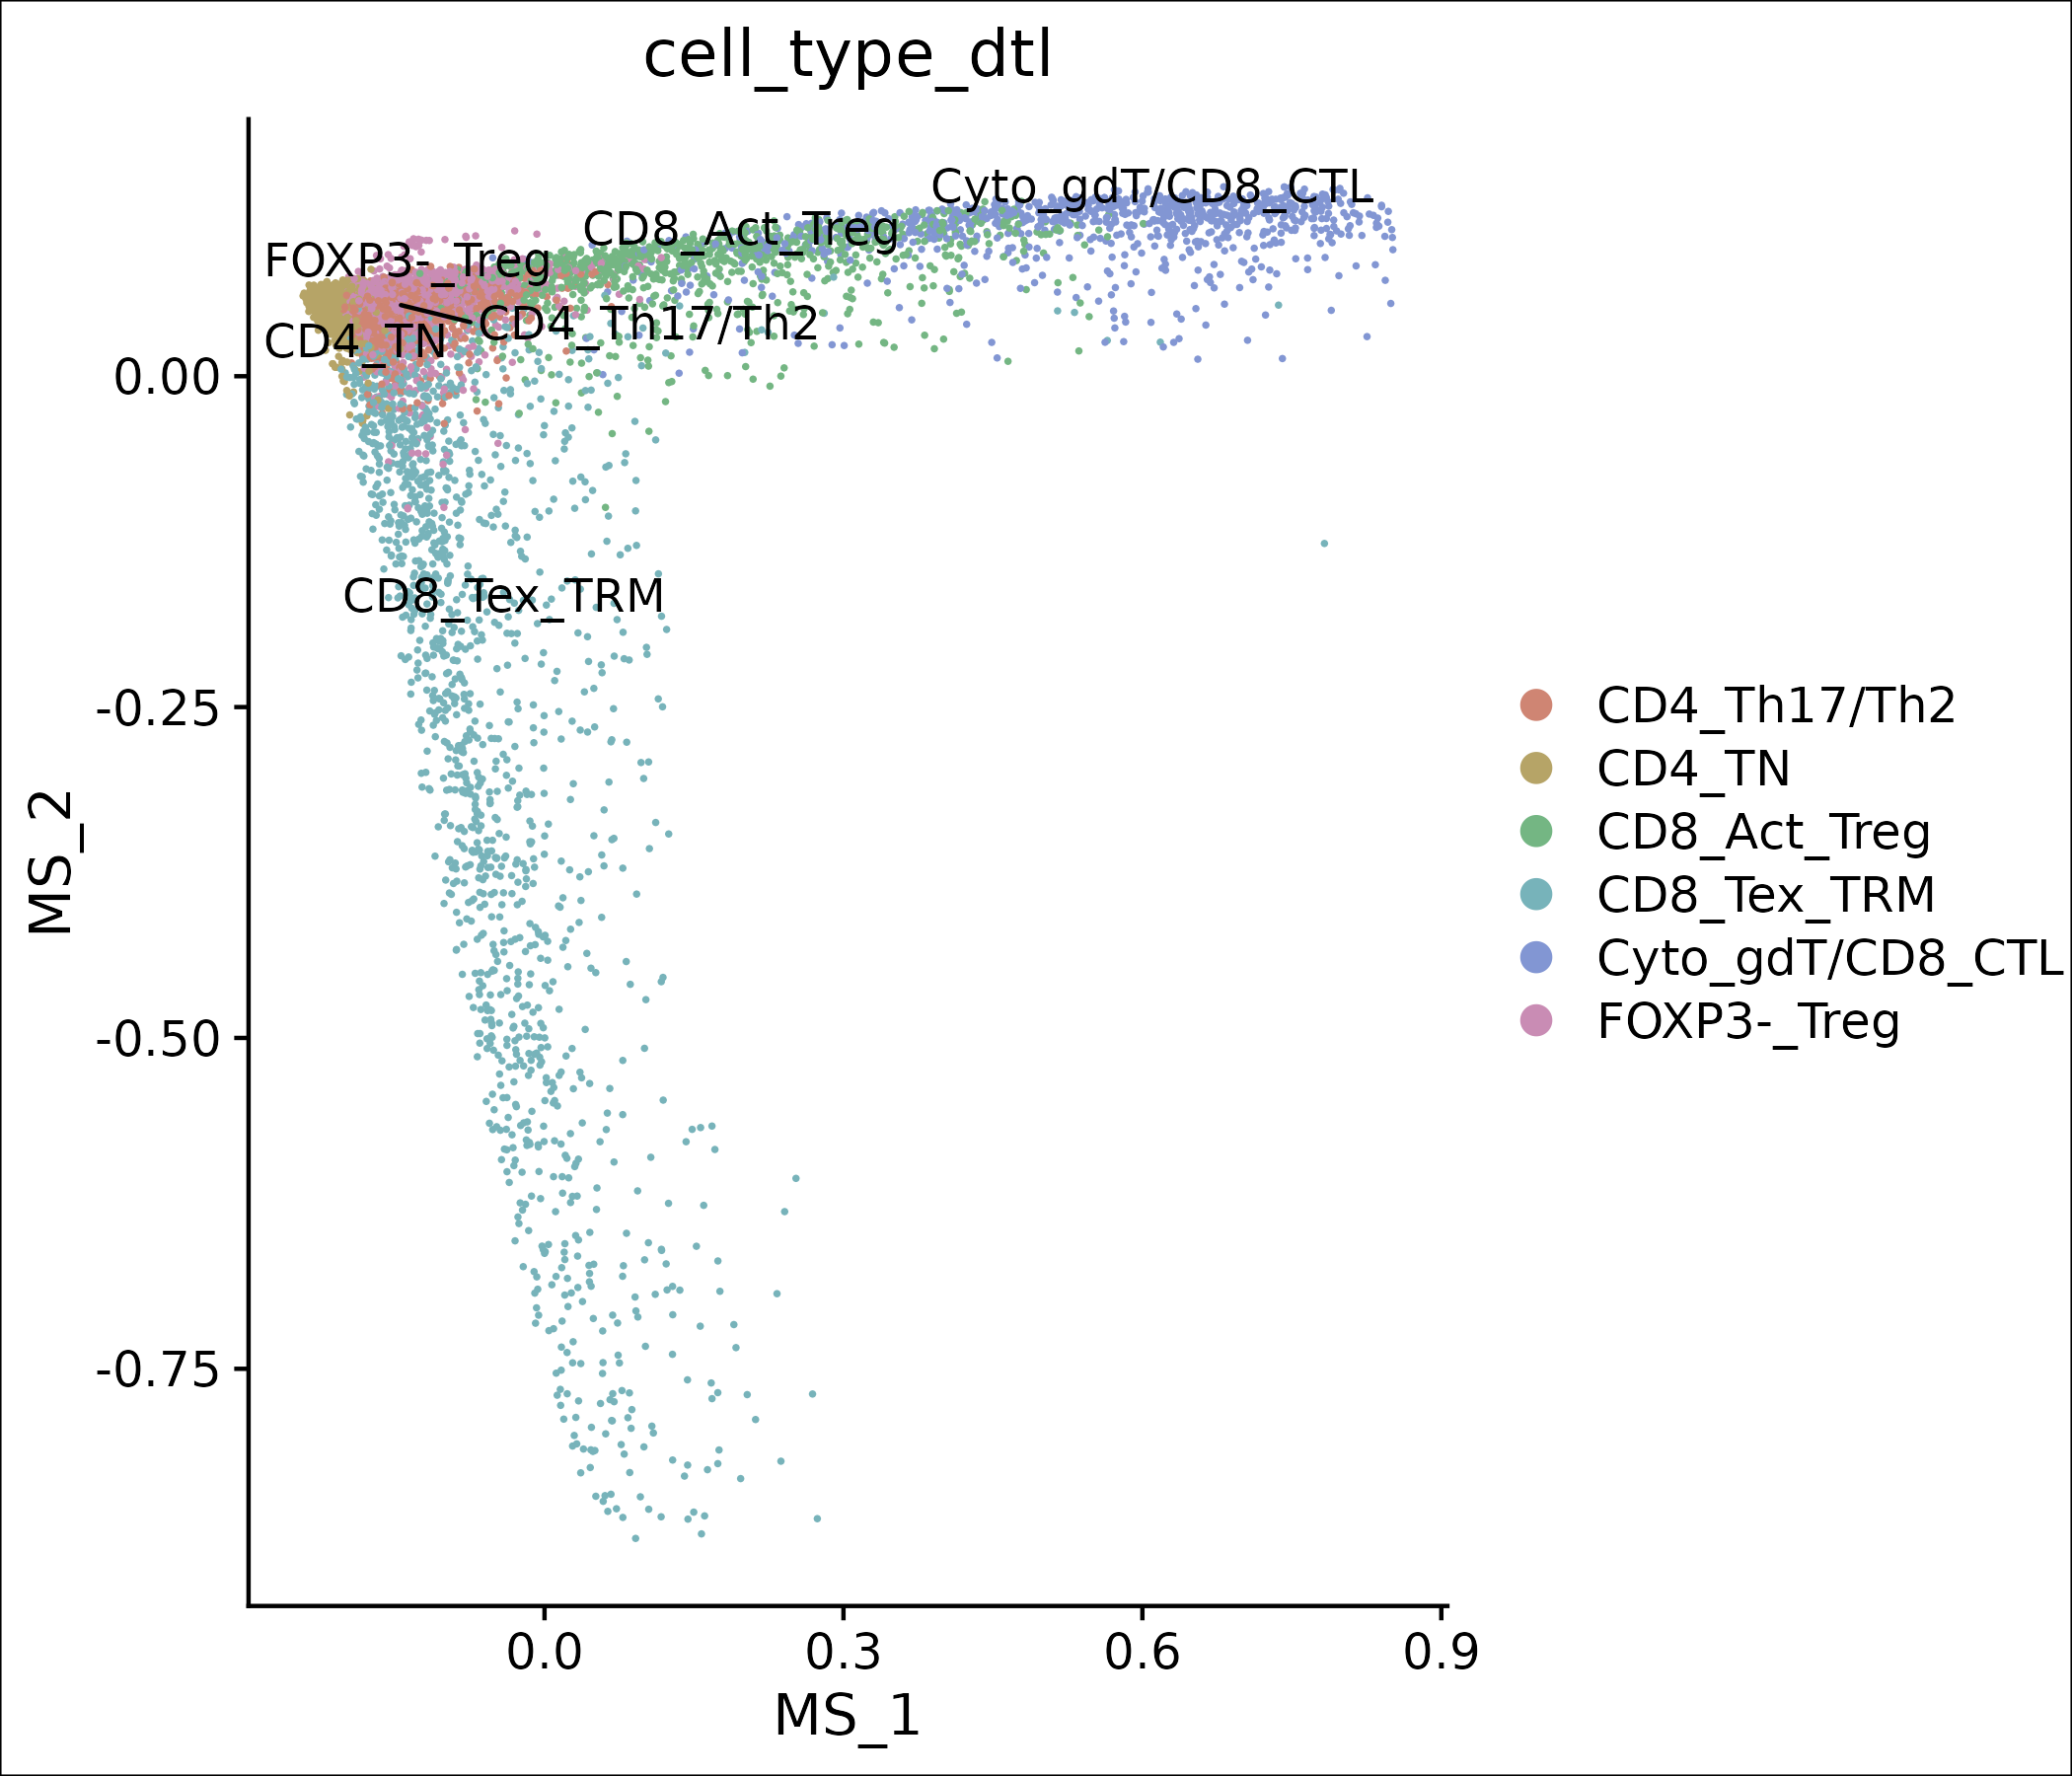 cell_type_dtl
Cyto_gdT/CD8_CTL
CD8_Act_Treg
FOXP3-_Treg
CD4_Th17/Th2
CD4_TN
CD8_Tex_TRM
0.00
-0.25
-0.50
-0.75
MS_2
0.0
0.3
0.6
0.9
MS_1
CD4_Th17/Th2
CD4_TN
CD8_Act_Treg
CD8_Tex_TRM
Cyto_gdT/CD8_CTL
FOXP3-_Treg